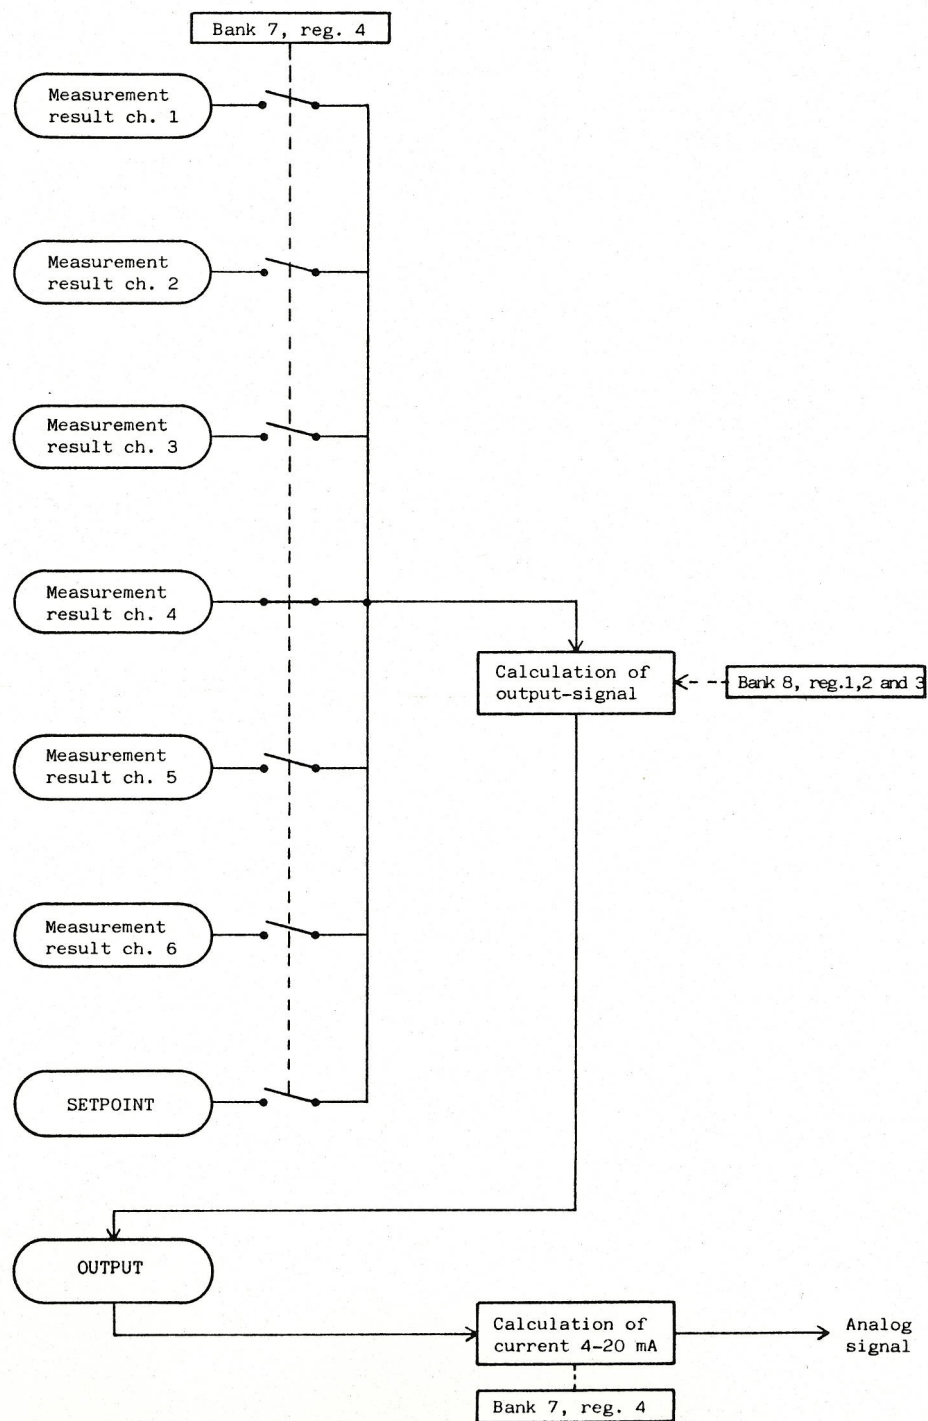 Bank 7, reg. 4
Measurement
result ch. 1
Measurement
result ch. 2
Measurement
result ch. 3
Measurement
result ch. 4
Calculation of
output-signal
Bank 8, reg.1,2 and 3
Measurement
result ch. 5
Measurement
result ch. 6
SETPOINT
OUTPUT
Calculation of
current 4-20 mA
Analog
signal
Bank 7, reg. 4